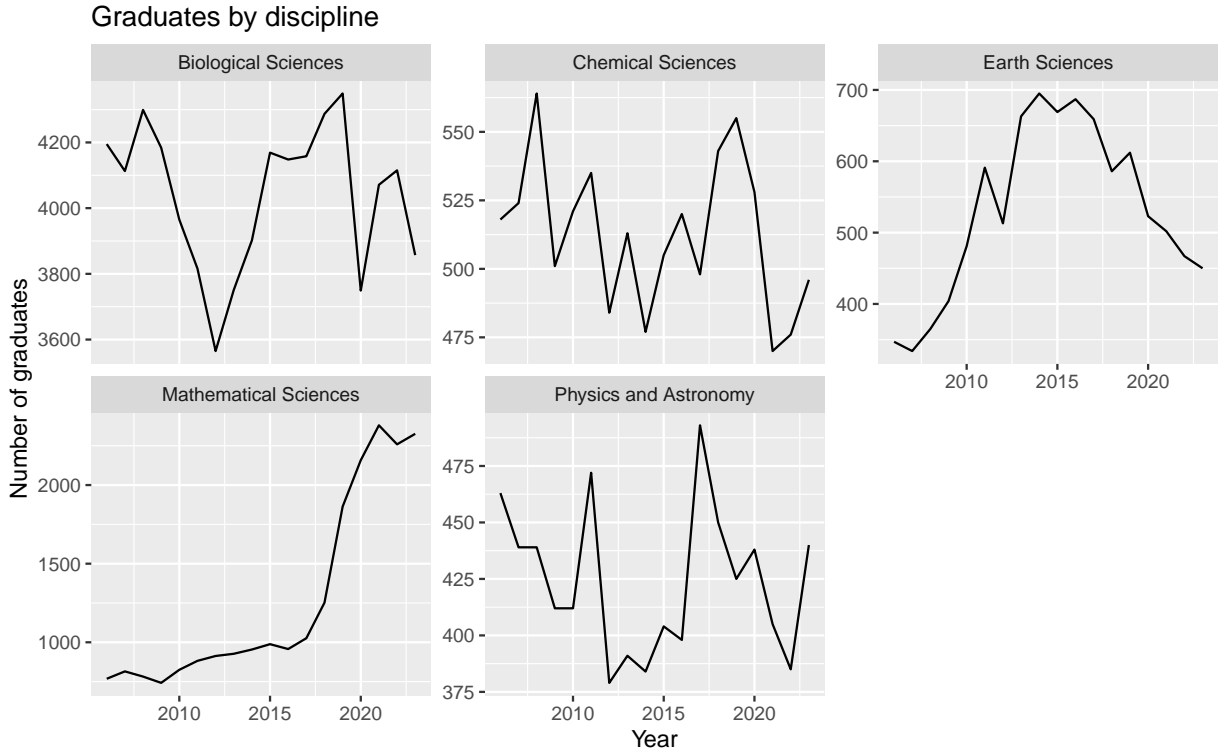 Graduates by discipline
Biological Sciences
Chemical Sciences
Earth Sciences
4200
4000
3800
3600
550
525
500
475
700
600
500
400
2010 2015 2020
Number of graduates
Mathematical Sciences
Physics and Astronomy
2000
1500
1000
475
450
425
400
375
2010 2015 2020
2010 2015 2020
Year